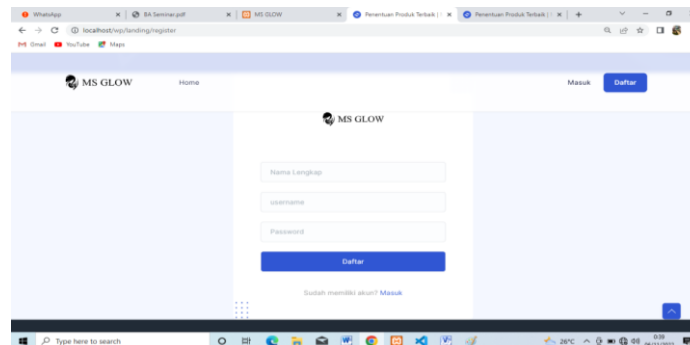 WhatsApp
BA Seminar.pdf
MS GLOW
Penentuan Produk Terbaik |
Penentuan Produk Terbaik |
localhost/wp/landing/register
Gmail
YouTube
Maps
MS GLOW
Home
Masuk
Daftar
MS GLOW
Nama Lengkap
username
Password
Daftar
Sudah memiliki akun? Masuk
Type here to search
26°C
0:39